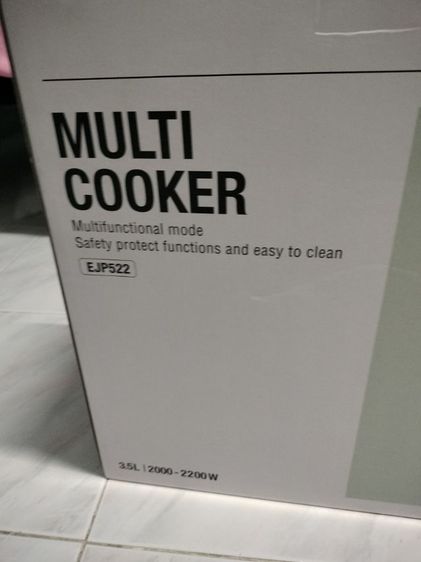 MULTI
COOKER
Multifunctional mode
Safety protect functions and easy to clean
EJP522
3.5L | 2000-2200W